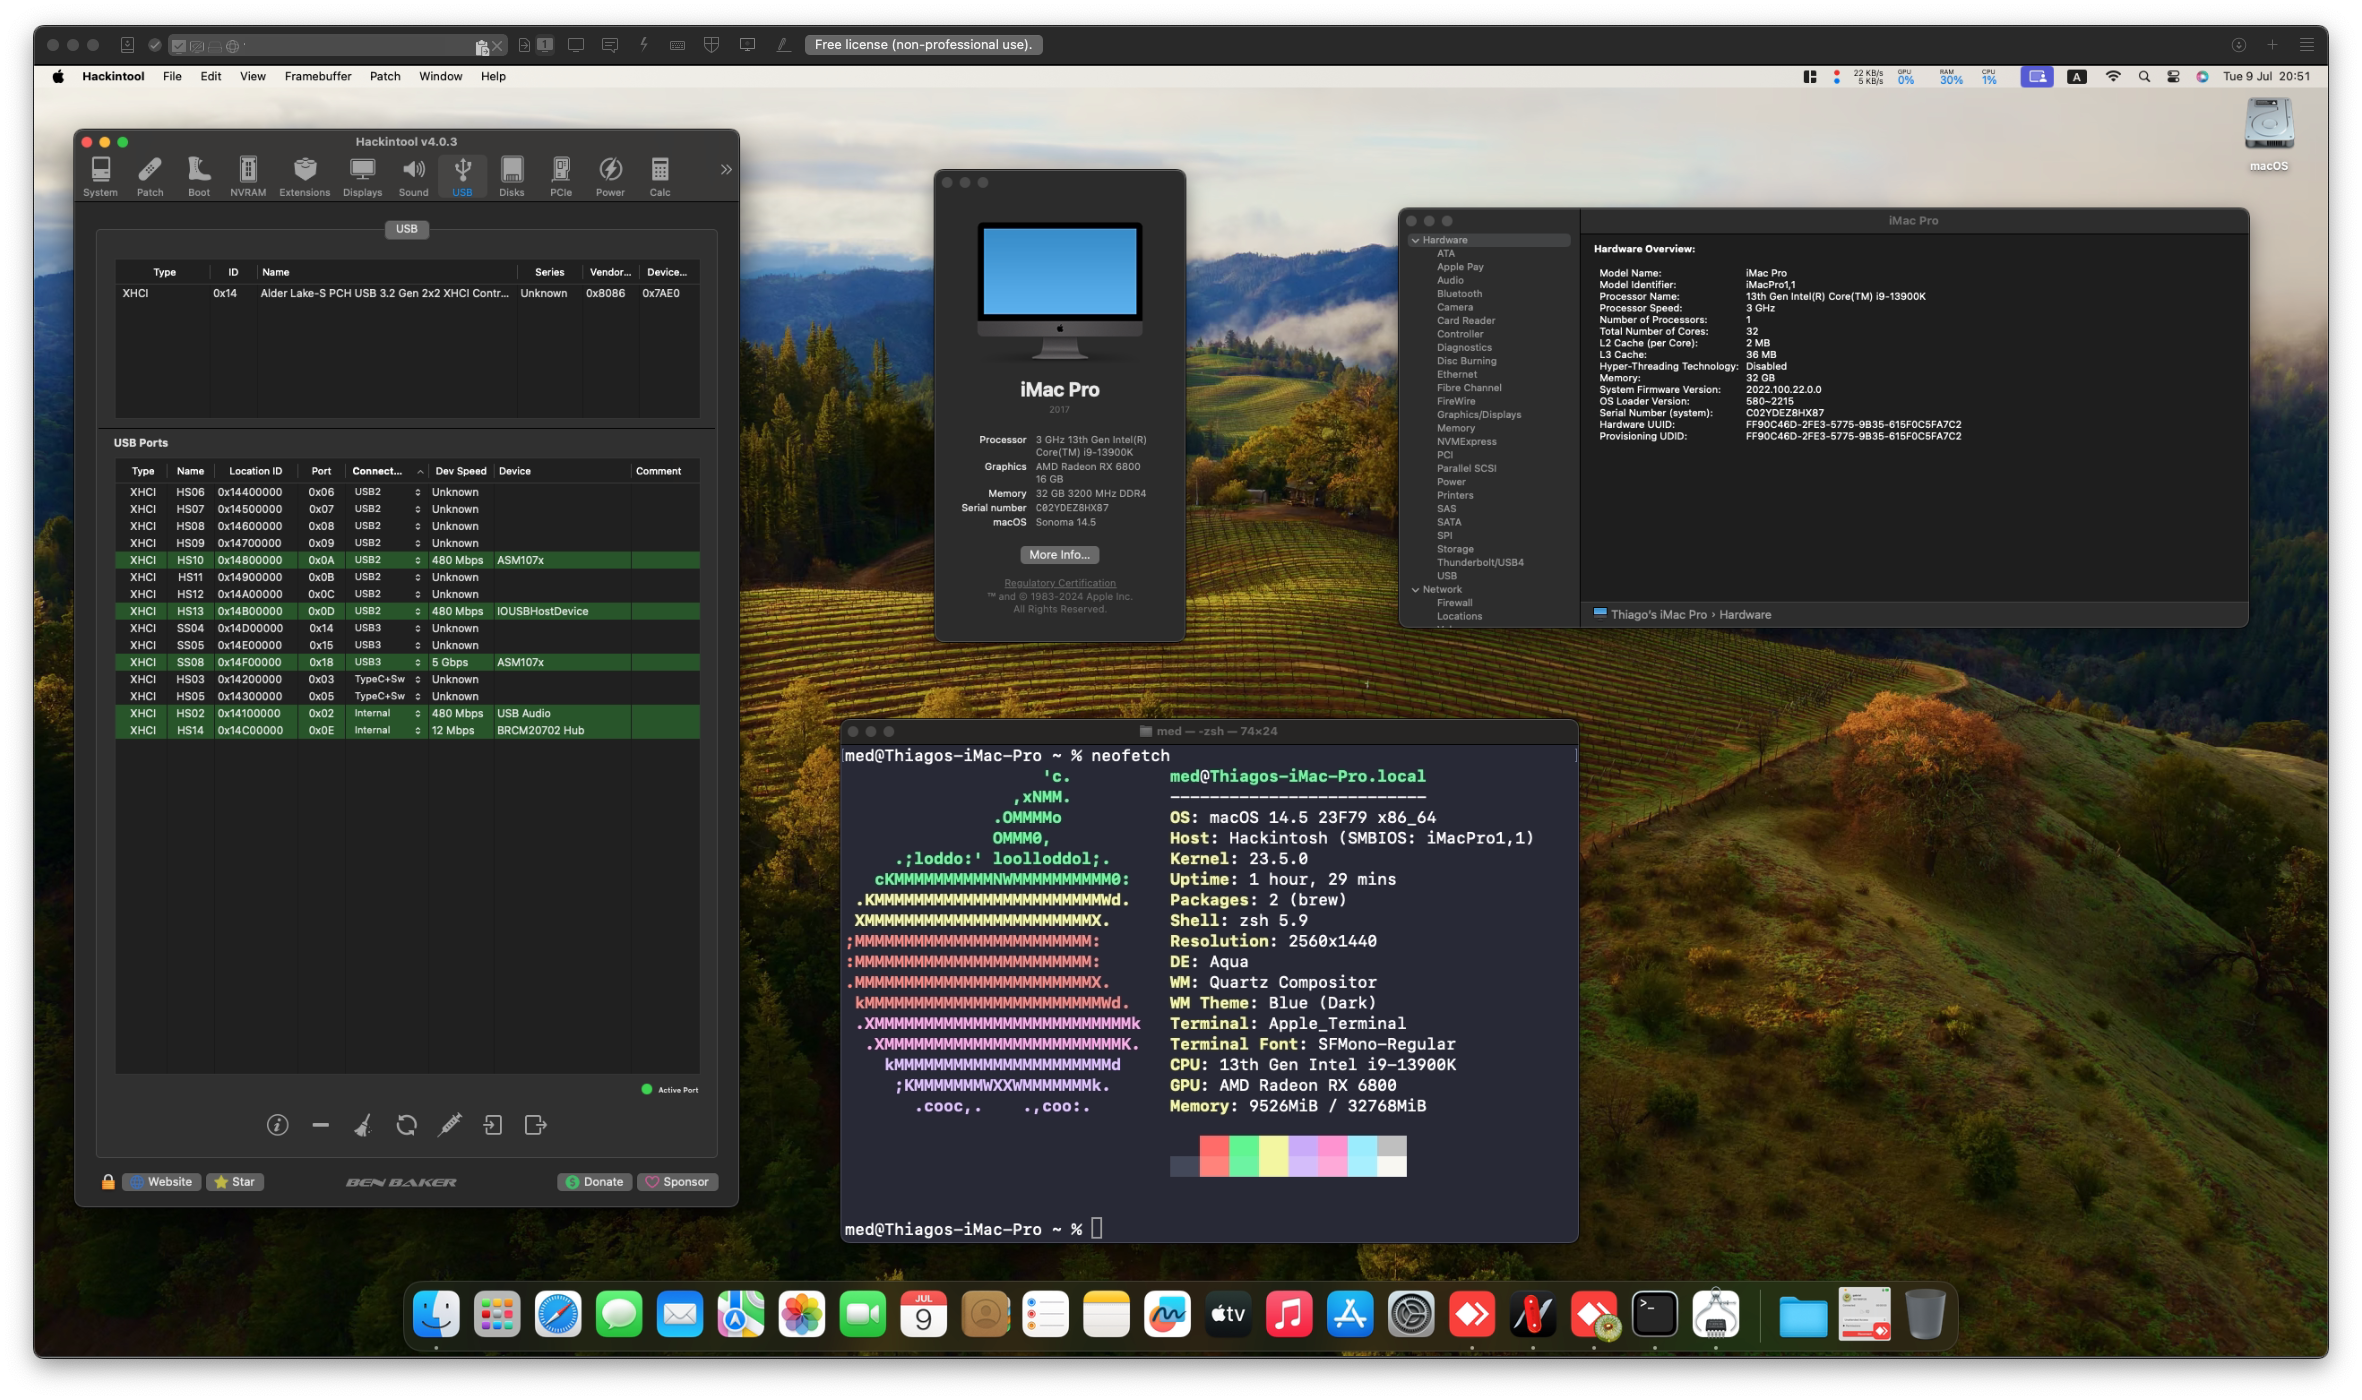 Free license (non-professional use).
Hackintool File Edit View Framebuffer Patch Window Help
22 KB/s 5 KB/s GPU 0% RAM 30% CPU 1% A Tue 9 Jul 20:51
macOS
Hackintool v4.0.3
System Patch Boot NVRAM Extensions Displays Sound USB Disks PCIe Power Calc
USB
Type ID Name Series Vendor... Device...
XHCI 0x14 Alder Lake-S PCH USB 3.2 Gen 2x2 XHCI Contr... Unknown 0x8086 0x7AE0
USB Ports
Type Name Location ID Port Connect... Dev Speed Device Comment
XHCI HS06 0x14400000 0x06 USB2 Unknown
XHCI HS07 0x14500000 0x07 USB2 Unknown
XHCI HS08 0x14600000 0x08 USB2 Unknown
XHCI HS09 0x14700000 0x09 USB2 Unknown
XHCI HS10 0x14800000 0x0A USB2 480 Mbps ASM107x
XHCI HS11 0x14900000 0x0B USB2 Unknown
XHCI HS12 0x14A00000 0x0C USB2 Unknown
XHCI HS13 0x14B00000 0x0D USB2 480 Mbps IOUSBHostDevice
XHCI SS04 0x14D00000 0x14 USB3 Unknown
XHCI SS05 0x14E00000 0x15 USB3 Unknown
XHCI SS08 0x14F00000 0x18 USB3 5 Gbps ASM107x
XHCI HS03 0x14200000 0x03 TypeC+Sw Unknown
XHCI HS05 0x14300000 0x05 TypeC+Sw Unknown
XHCI HS02 0x14100000 0x02 Internal 480 Mbps USB Audio
XHCI HS14 0x14C00000 0x0E Internal 12 Mbps BRCM20702 Hub
Active Port
Website Star BEN BAKER Donate Sponsor
iMac Pro
2017
Processor 3 GHz 13th Gen Intel(R)
Core(TM) i9-13900K
Graphics AMD Radeon RX 6800
16 GB
Memory 32 GB 3200 MHz DDR4
Serial number C02YDEZ8HX87
macOS Sonoma 14.5
More Info...
Regulatory Certification
™ and © 1983-2024 Apple Inc.
All Rights Reserved.
iMac Pro
Hardware
ATA
Apple Pay
Audio
Bluetooth
Camera
Card Reader
Controller
Diagnostics
Disc Burning
Ethernet
Fibre Channel
FireWire
Graphics/Displays
Memory
NVMExpress
PCI
Parallel SCSI
Power
Printers
SAS
SATA
SPI
Storage
Thunderbolt/USB4
USB
Network
Firewall
Locations
Hardware Overview:
Model Name: iMac Pro
Model Identifier: iMacPro1,1
Processor Name: 13th Gen Intel(R) Core(TM) i9-13900K
Processor Speed: 3 GHz
Number of Processors: 1
Total Number of Cores: 32
L2 Cache (per Core): 2 MB
L3 Cache: 36 MB
Hyper-Threading Technology: Disabled
Memory: 32 GB
System Firmware Version: 2022.100.22.0.0
OS Loader Version: 580~2215
Serial Number (system): C02YDEZ8HX87
Hardware UUID: FF90C46D-2FE3-5775-9B35-615F0C5FA7C2
Provisioning UDID: FF90C46D-2FE3-5775-9B35-615F0C5FA7C2
Thiago's iMac Pro › Hardware
med — -zsh — 74×24
med@Thiagos-iMac-Pro ~ % neofetch
'c. med@Thiagos-iMac-Pro.local
,xNMM. --------------------------
.OMMMMo OS: macOS 14.5 23F79 x86_64
OMMM0, Host: Hackintosh (SMBIOS: iMacPro1,1)
.;loddo:' loolloddol;. Kernel: 23.5.0
cKMMMMMMMMMMNWMMMMMMMMMM0: Uptime: 1 hour, 29 mins
.KMMMMMMMMMMMMMMMMMMMMMMMWd. Packages: 2 (brew)
XMMMMMMMMMMMMMMMMMMMMMMMX. Shell: zsh 5.9
;MMMMMMMMMMMMMMMMMMMMMMMM: Resolution: 2560x1440
:MMMMMMMMMMMMMMMMMMMMMMMM: DE: Aqua
.MMMMMMMMMMMMMMMMMMMMMMMMX. WM: Quartz Compositor
kMMMMMMMMMMMMMMMMMMMMMMMMWd. WM Theme: Blue (Dark)
.XMMMMMMMMMMMMMMMMMMMMMMMMMMk Terminal: Apple_Terminal
.XMMMMMMMMMMMMMMMMMMMMMMMMK. Terminal Font: SFMono-Regular
kMMMMMMMMMMMMMMMMMMMMMMd CPU: 13th Gen Intel i9-13900K
;KMMMMMMMWXXWMMMMMMMk. GPU: AMD Radeon RX 6800
.cooc,. .,coo:. Memory: 9526MiB / 32768MiB
med@Thiagos-iMac-Pro ~ %
JUL
9
tv